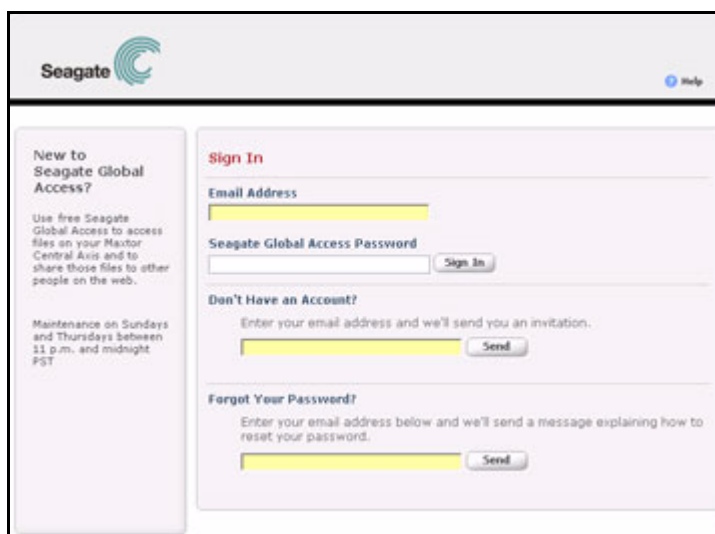 Seagate
Help
New to
Seagate Global
Access?
Use free Seagate
Global Access to access
files on your Maxtor
Central Axis and to
share those files to other
people on the web.
Maintenance on Sundays
and Thursdays between
11 p.m. and midnight
PST
Sign In
Email Address
Seagate Global Access Password
Sign In
Don't Have an Account?
Enter your email address and we'll send you an invitation.
Send
Forgot Your Password?
Enter your email address below and we'll send a message explaining how to
reset your password.
Send